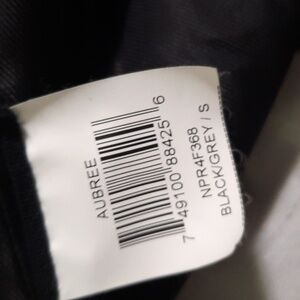 AUBREE
7 49100 88425 6
NPR4F368
BLACK/GREY / S